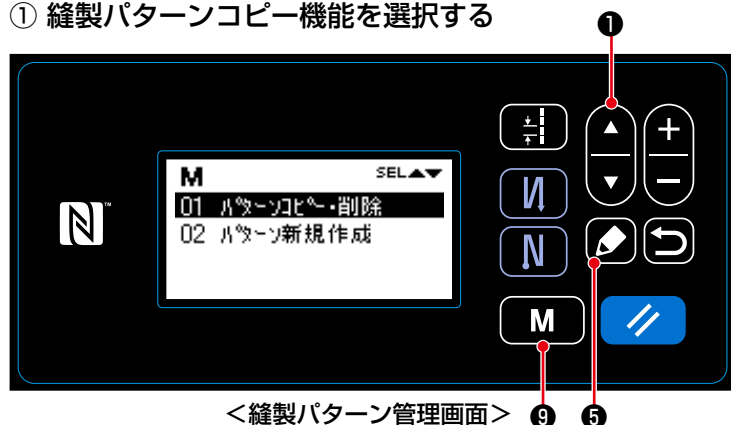 ① 縫製パターンコピー機能を選択する
❶
M SEL▲▼
01 パターンコピー・削除
02 パターン新規作成
N™
M
＜縫製パターン管理画面＞
❾ ❺